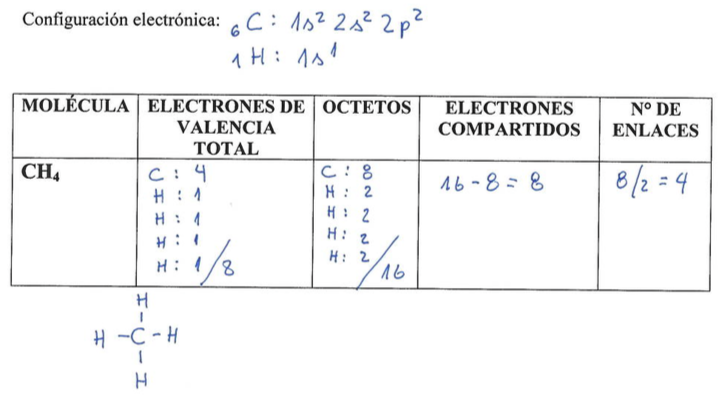 Configuración electrónica: ₆C: 1s² 2s² 2p²
₁H: 1s¹
MOLÉCULA ELECTRONES DE VALENCIA TOTAL OCTETOS ELECTRONES COMPARTIDOS Nº DE ENLACES
CH₄ C: 4 C: 8 16-8=8 8/2=4
H: 1 H: 2
H: 1 H: 2
H: 1 H: 2
H: 1/8 H: 2/16
H
H-C-H
H